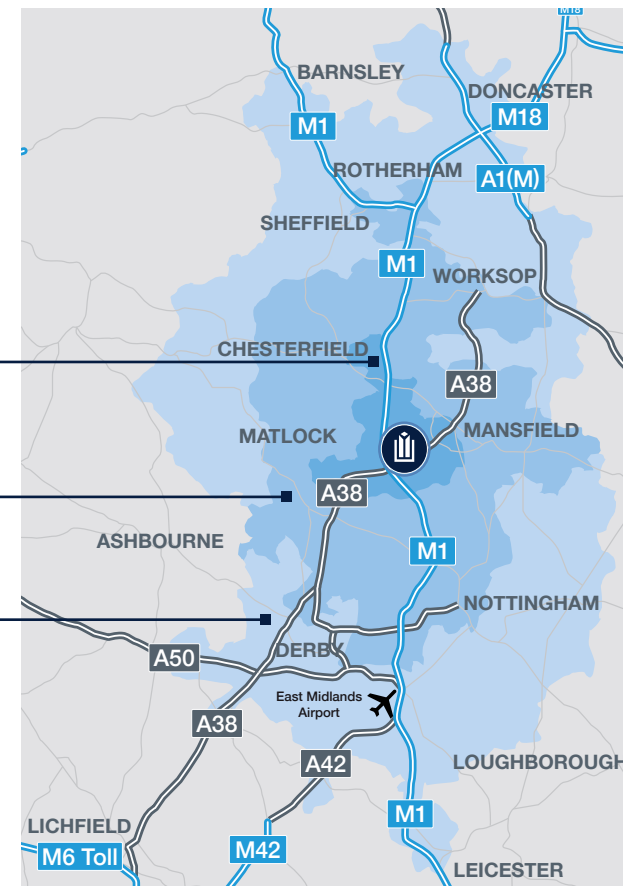 M18
BARNSLEY
DONCASTER
M1
M18
ROTHERHAM
A1(M)
SHEFFIELD
M1
WORKSOP
CHESTERFIELD
A38
MATLOCK
MANSFIELD
A38
ASHBOURNE
M1
NOTTINGHAM
DERBY
A50
East Midlands
Airport
A38
A42
LOUGHBOROUGH
M1
LICHFIELD
M6 Toll
M42
LEICESTER